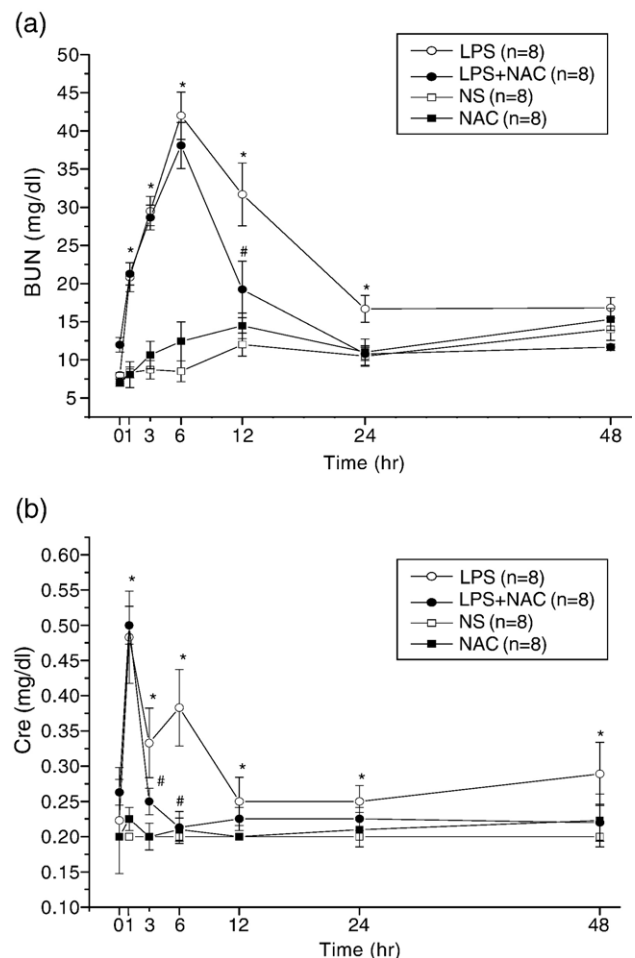 (a)
LPS (n=8)
LPS+NAC (n=8)
NS (n=8)
NAC (n=8)
BUN (mg/dl)
50
45
40
35
30
25
20
15
10
5
* * * * # *
01 3 6 12 24 48
Time (hr)
(b)
LPS (n=8)
LPS+NAC (n=8)
NS (n=8)
NAC (n=8)
Cre (mg/dl)
0.60
0.55
0.50
0.45
0.40
0.35
0.30
0.25
0.20
0.15
0.10
* * # * # * * *
01 3 6 12 24 48
Time (hr)